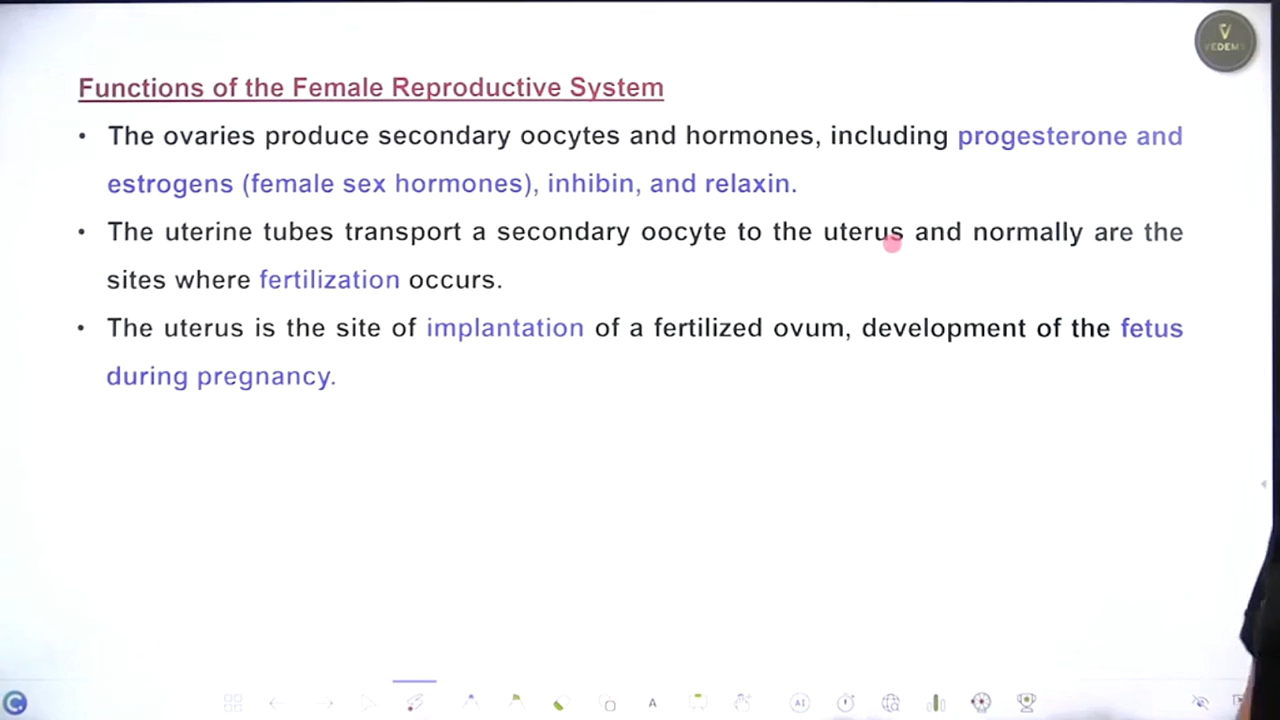 VEDEMY
Functions of the Female Reproductive System
• The ovaries produce secondary oocytes and hormones, including progesterone and
estrogens (female sex hormones), inhibin, and relaxin.
• The uterine tubes transport a secondary oocyte to the uterus and normally are the
sites where fertilization occurs.
• The uterus is the site of implantation of a fertilized ovum, development of the fetus
during pregnancy.
A
AI